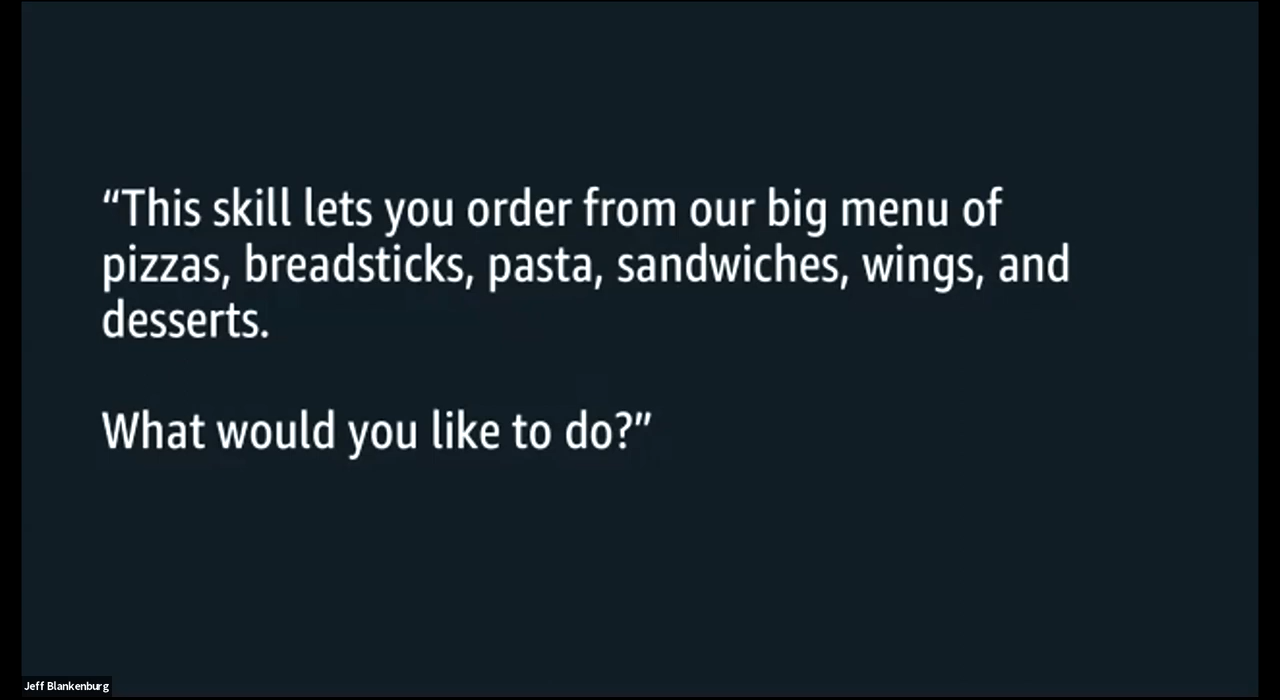 “This skill lets you order from our big menu of
pizzas, breadsticks, pasta, sandwiches, wings, and
desserts.
What would you like to do?”
Jeff Blankenburg